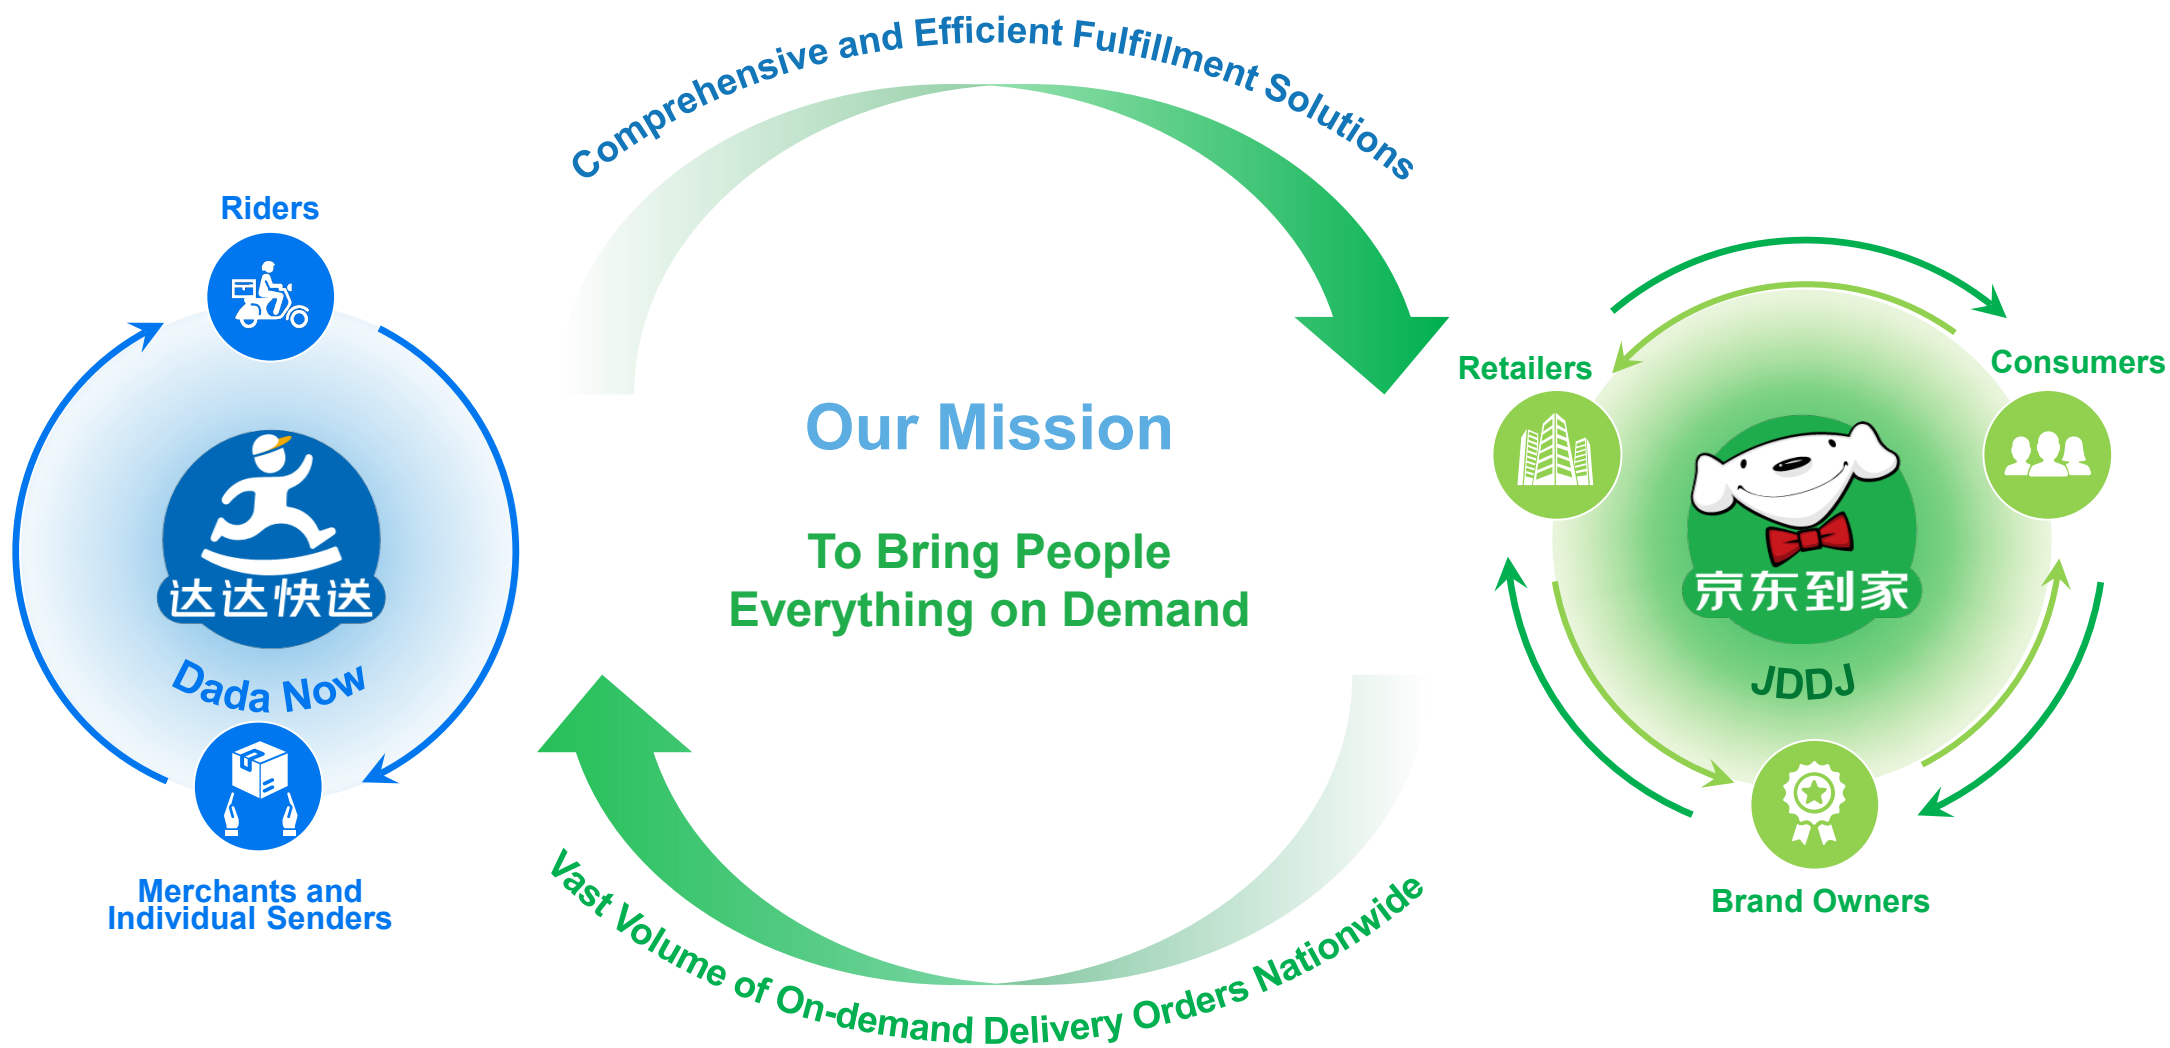 Comprehensive and Efficient Fulfillment Solutions
Riders
达达快送
Dada Now
Merchants and
Individual Senders
Our Mission
To Bring People
Everything on Demand
Retailers
Consumers
京东到家
JDDJ
Brand Owners
Vast Volume of On-demand Delivery Orders Nationwide